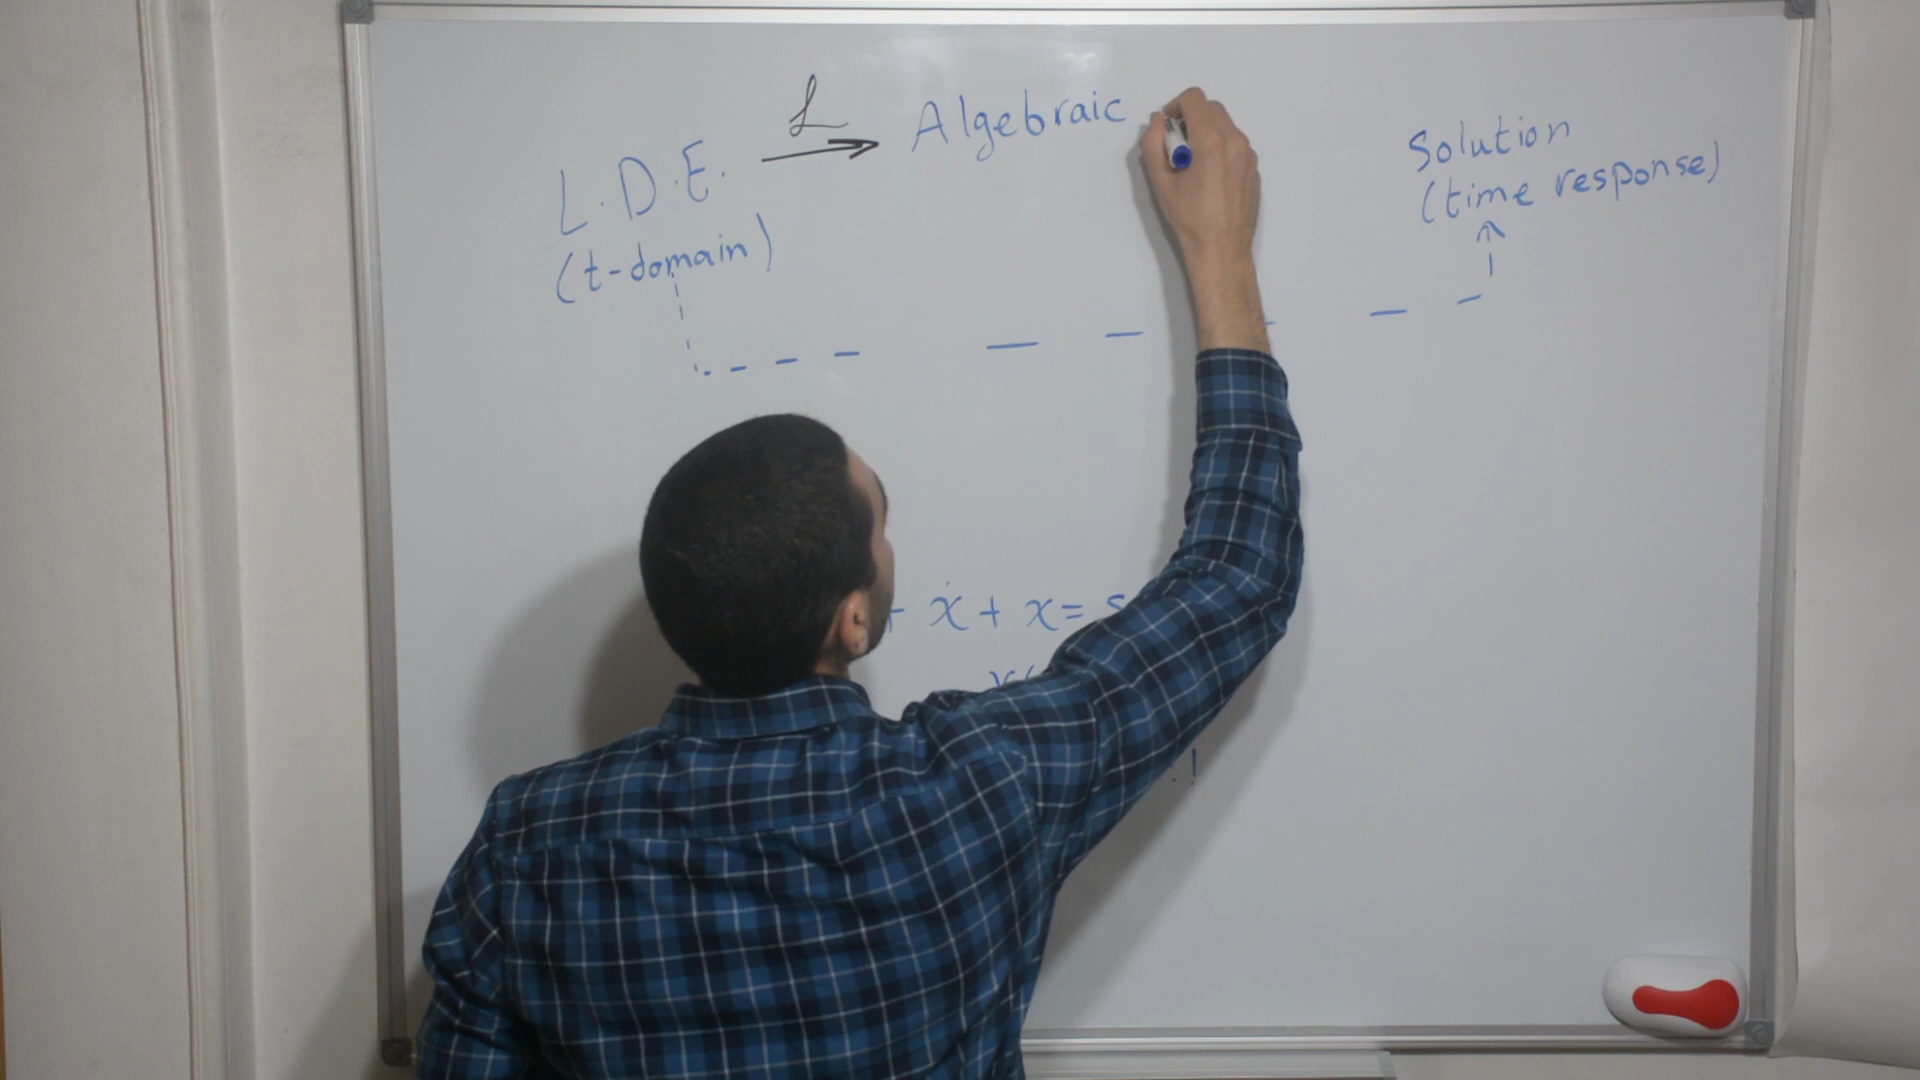 ℒ
L.D.E. → Algebraic
(t-domain)
Solution
(time response)
+ ẋ + x = s
x(
. !